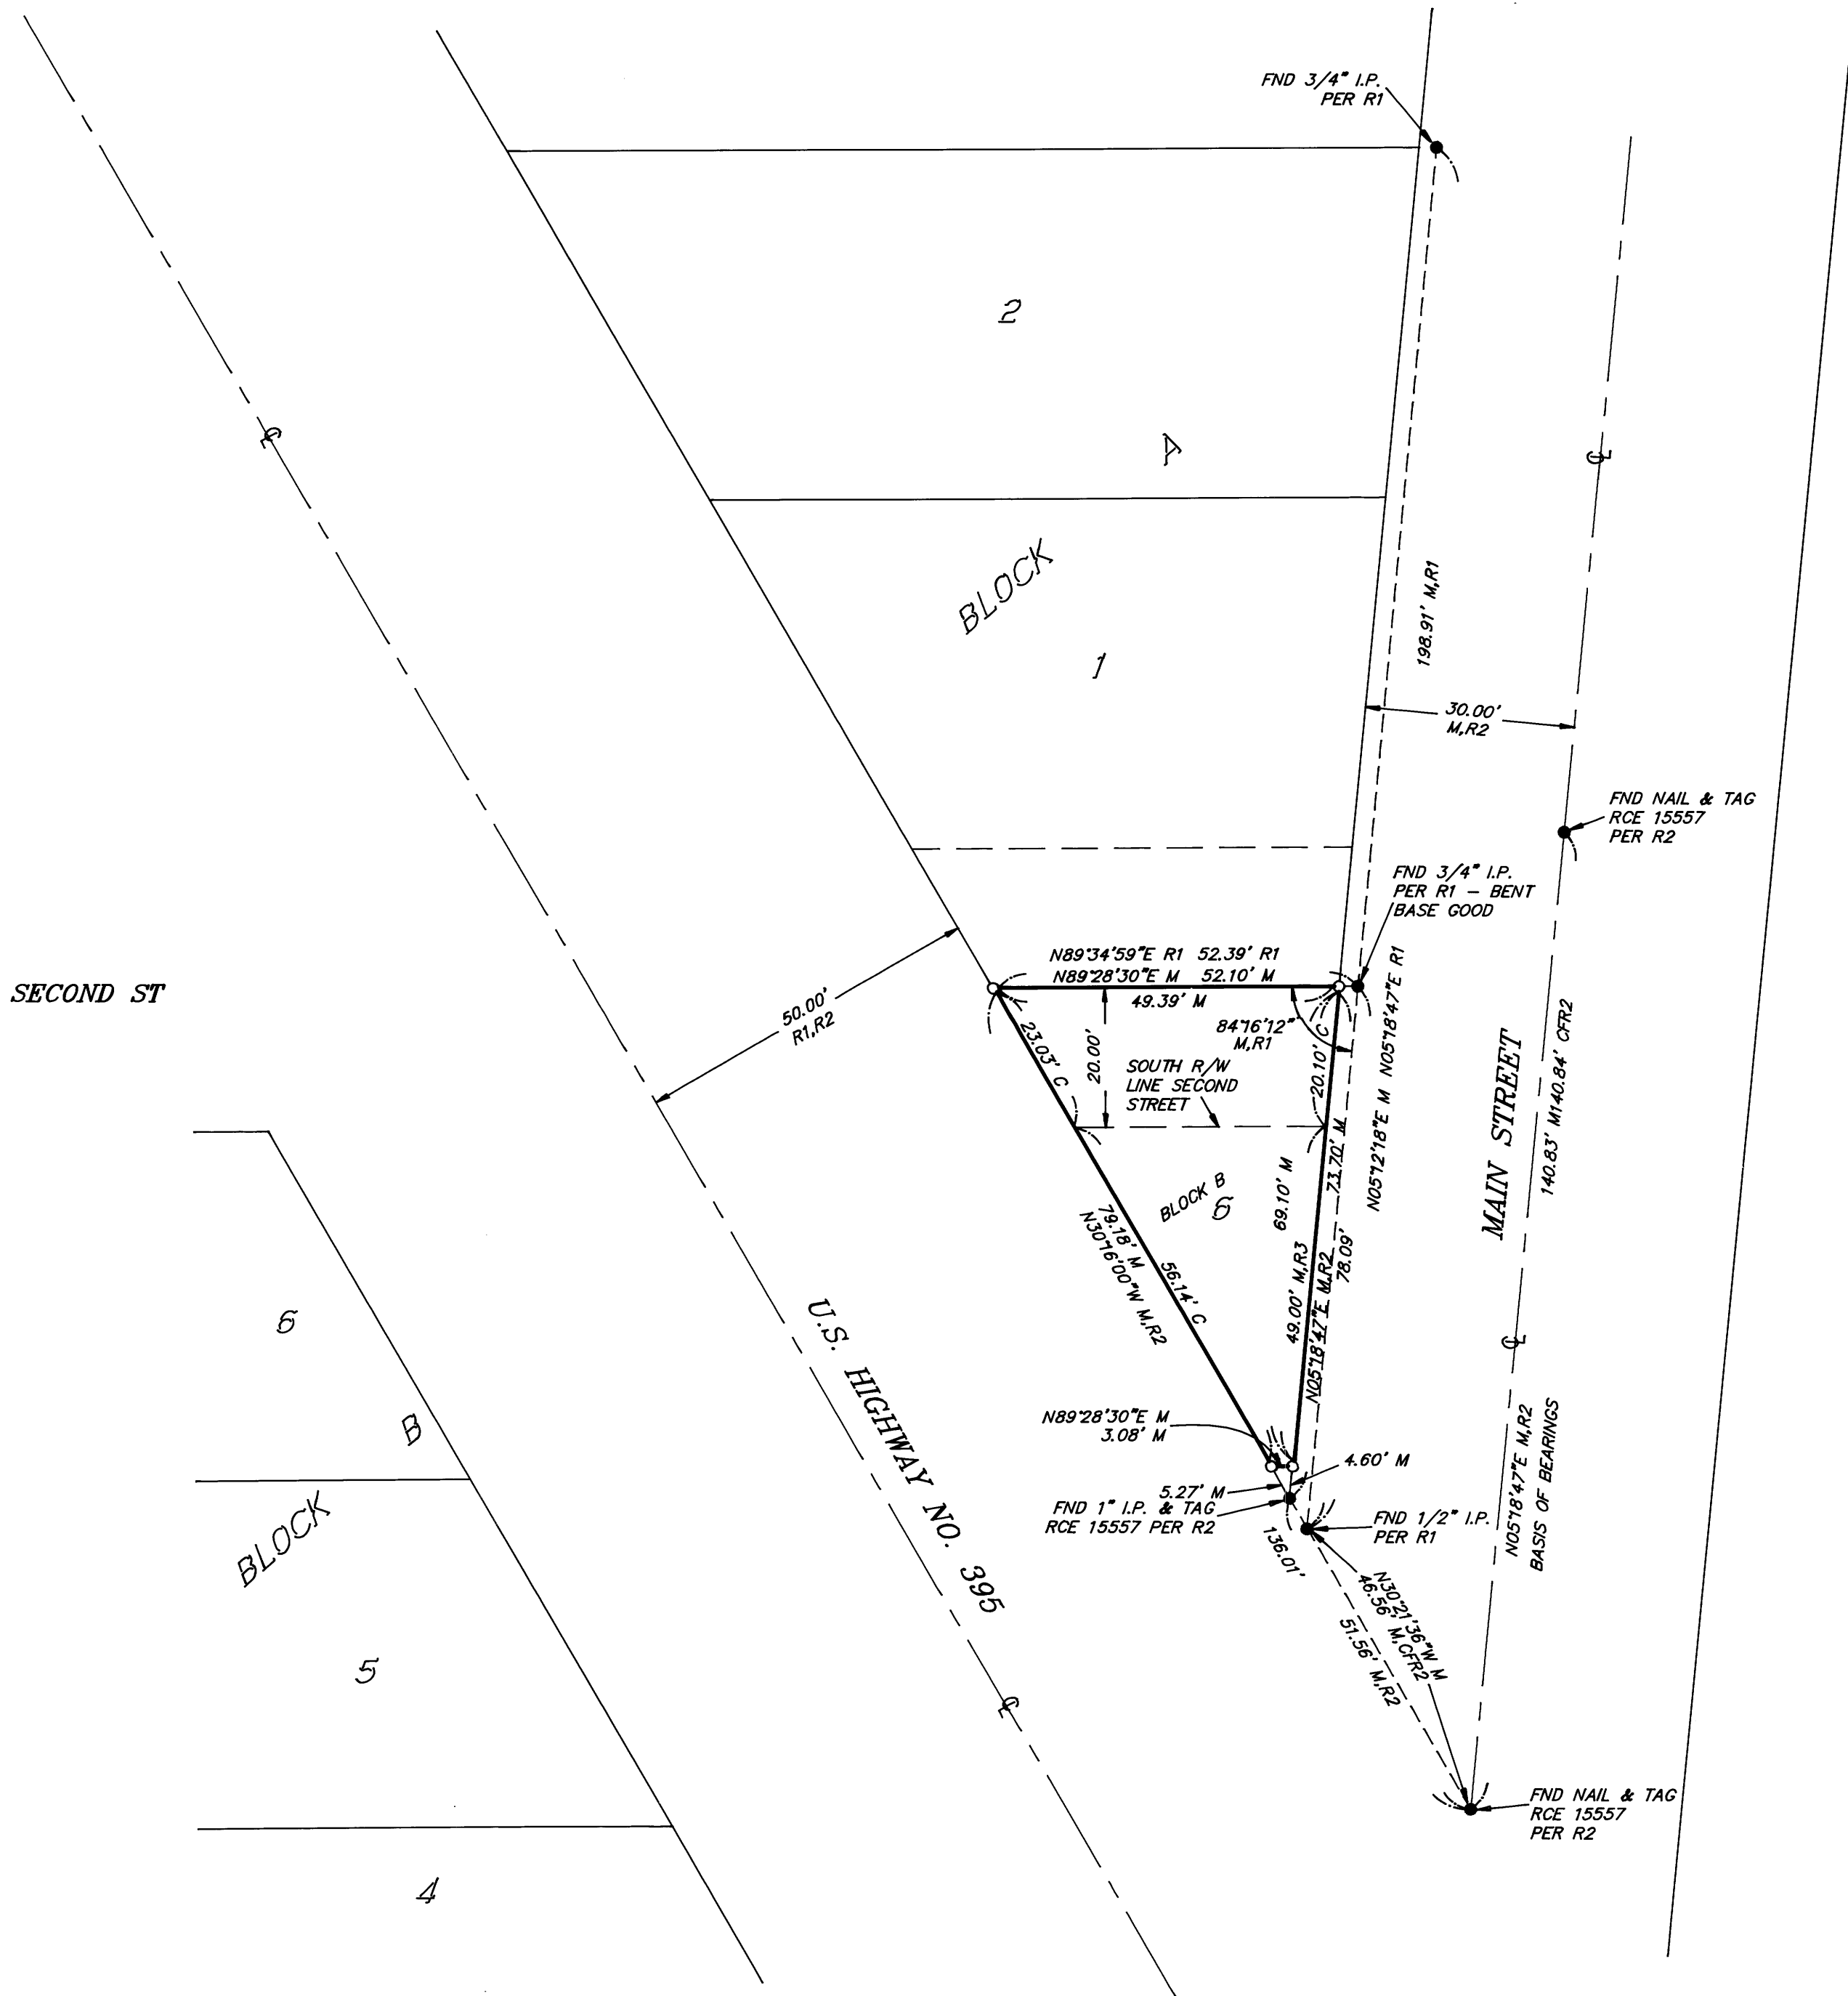 FND 3/4" I.P.
PER R1
2
A
BLOCK
1
198.91' M,R1
30.00'
M,R2
FND NAIL & TAG
RCE 15557
PER R2
FND 3/4" I.P.
PER R1 - BENT
BASE GOOD
SECOND ST
50.00'
R1,R2
N89°34'59"E R1 52.39' R1
N89°28'30"E M 52.10' M
49.39' M
84°16'12"
M,R1
23.03' C
20.00'
SOUTH R/W
LINE SECOND
STREET
20.10' C
N05°12'18"E M N05°18'47"E R1
MAIN STREET
140.83' M140.84' CFR2
BLOCK B
6
69.10' M
73.70' M
79.18' M
N30°16'00"W M,R2
56.14' C
49.00' M,R3
N05°18'47"E M,R2
78.09'
6
B
BLOCK
5
4
U.S. HIGHWAY NO. 395
N89°28'30"E M
3.08' M
4.60' M
5.27' M
FND 1" I.P. & TAG
RCE 15557 PER R2
FND 1/2" I.P.
PER R1
136.01'
N30°21'36"W M
46.56' M,CFR2
51.56' M,R2
N05°18'47"E M,R2
BASIS OF BEARINGS
FND NAIL & TAG
RCE 15557
PER R2